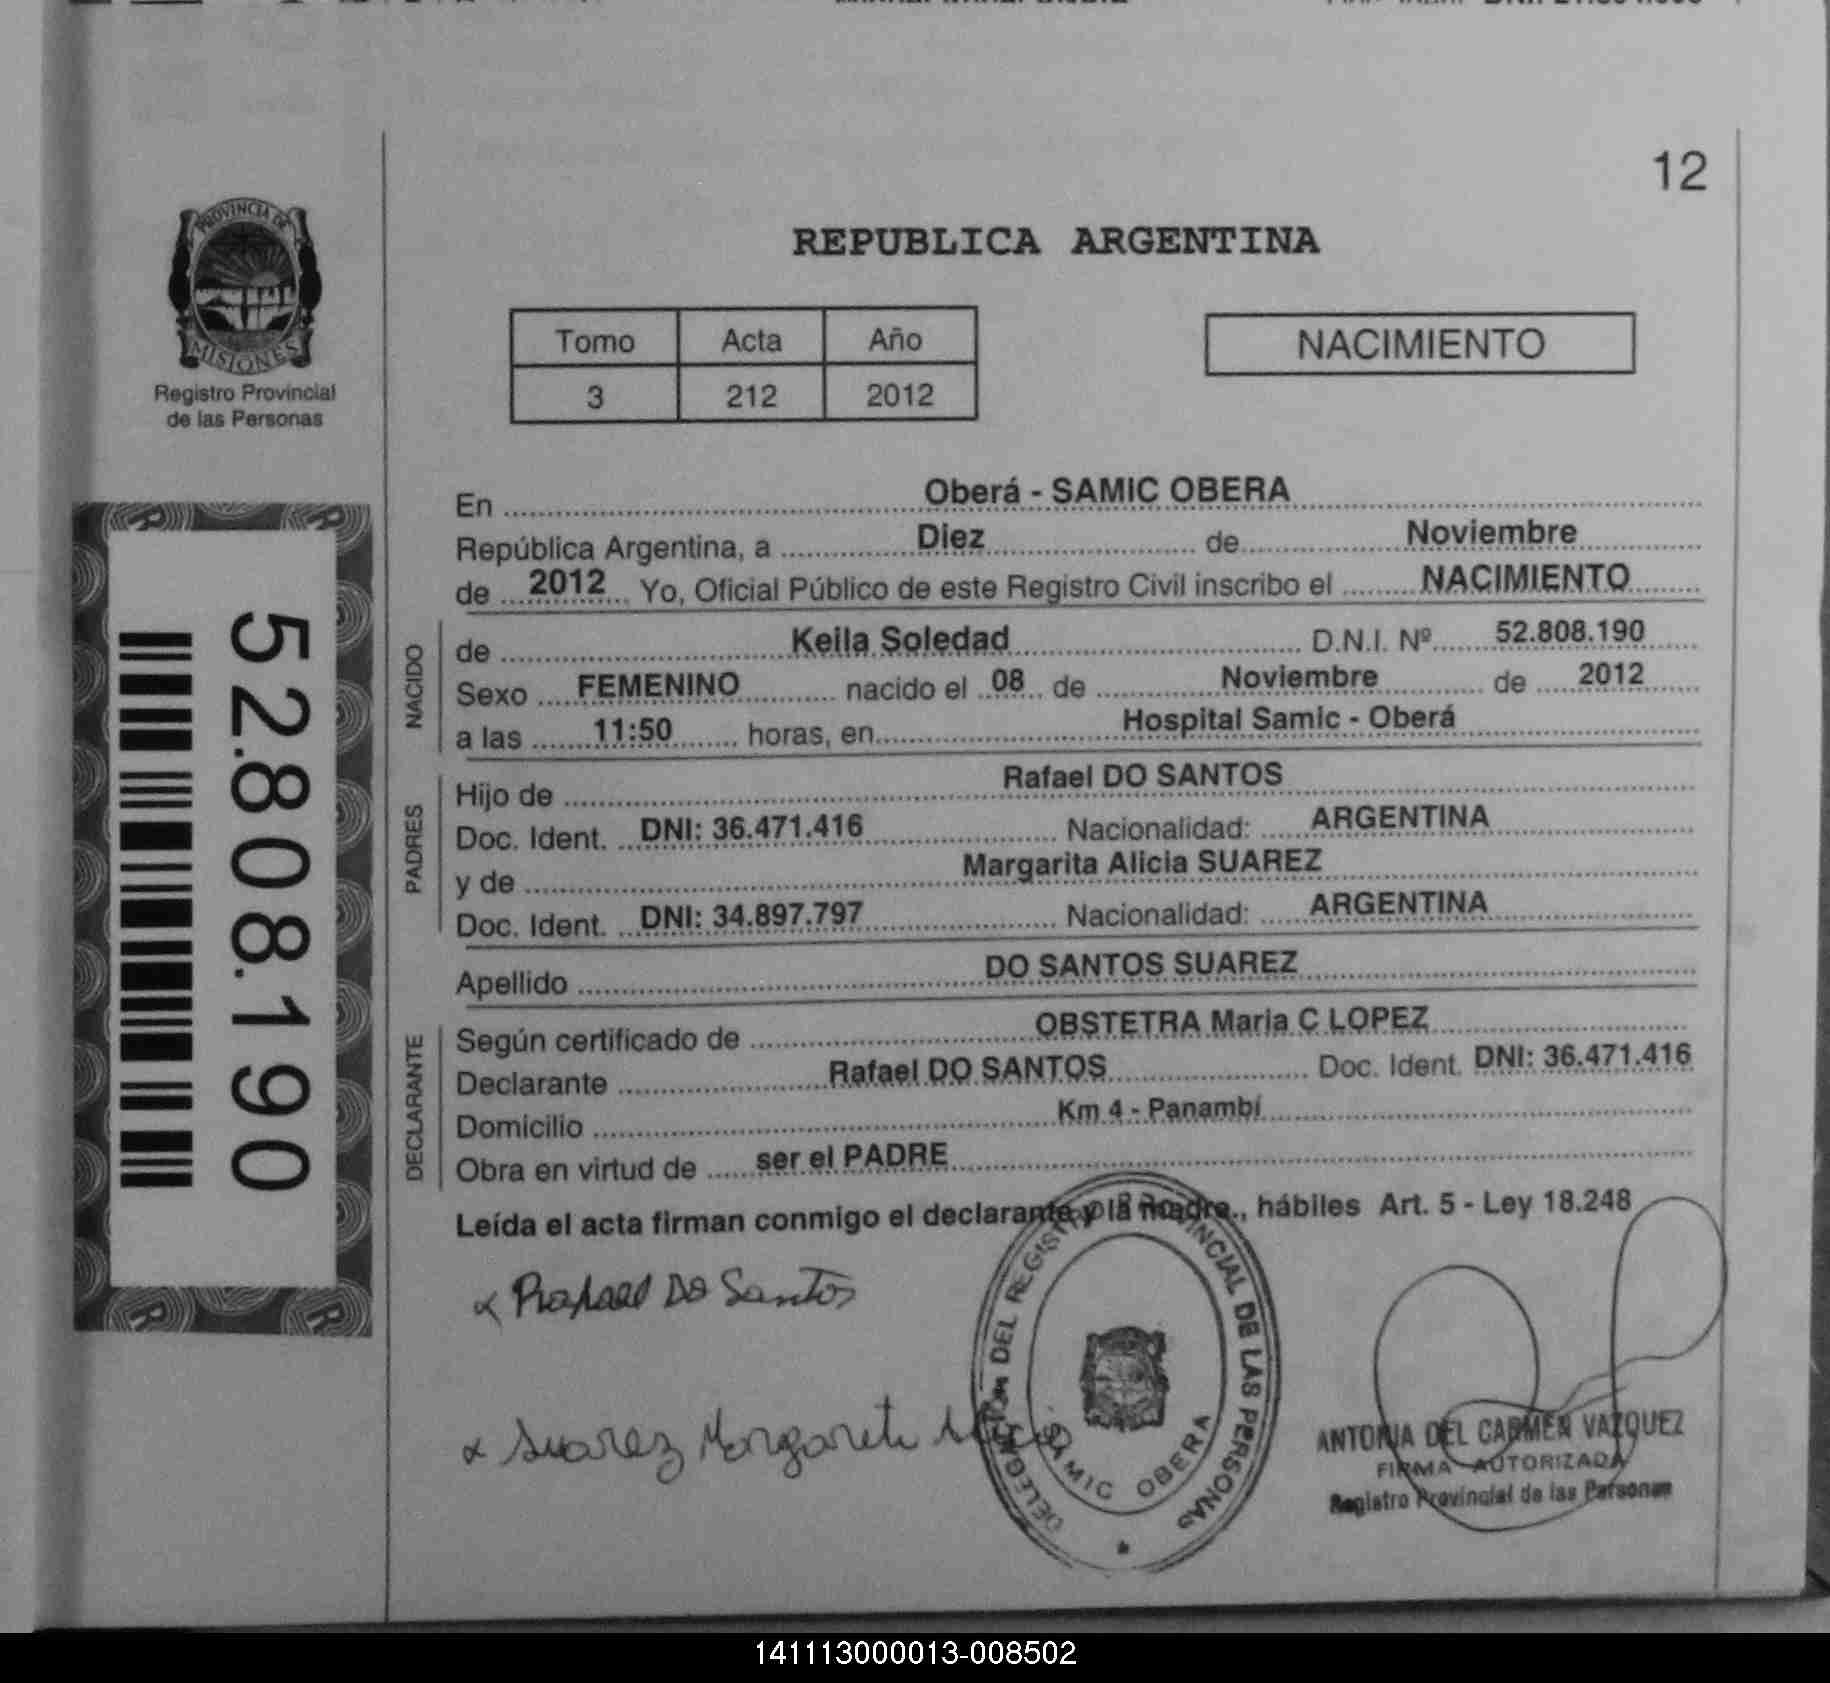 12
PROVINCIA DE
MISIONES
Registro Provincial
de las Personas
REPUBLICA ARGENTINA
Tomo Acta Año
3 212 2012
NACIMIENTO
52.808.190
En Oberá - SAMIC OBERA
República Argentina, a Diez de Noviembre
de 2012 Yo, Oficial Público de este Registro Civil inscribo el NACIMIENTO
NACIDO
de Keila Soledad D.N.I. Nº 52.808.190
Sexo FEMENINO nacido el 08 de Noviembre de 2012
a las 11:50 horas, en Hospital Samic - Oberá
PADRES
Hijo de Rafael DO SANTOS
Doc. Ident. DNI: 36.471.416 Nacionalidad: ARGENTINA
y de Margarita Alicia SUAREZ
Doc. Ident. DNI: 34.897.797 Nacionalidad: ARGENTINA
Apellido DO SANTOS SUAREZ
DECLARANTE
Según certificado de OBSTETRA Maria C LOPEZ
Declarante Rafael DO SANTOS Doc. Ident. DNI: 36.471.416
Domicilio Km 4 - Panambí
Obra en virtud de ser el PADRE
Leída el acta firman conmigo el declarante y la madre., hábiles Art. 5 - Ley 18.248
x Rafael Do Santos
x Suarez Margarita
DELEGACION DEL REGISTRO PROVINCIAL DE LAS PERSONAS
SAMIC OBERA
ANTONIA DEL CARMEN VAZQUEZ
FIRMA AUTORIZADA
Registro Provincial de las Personas
141113000013-008502